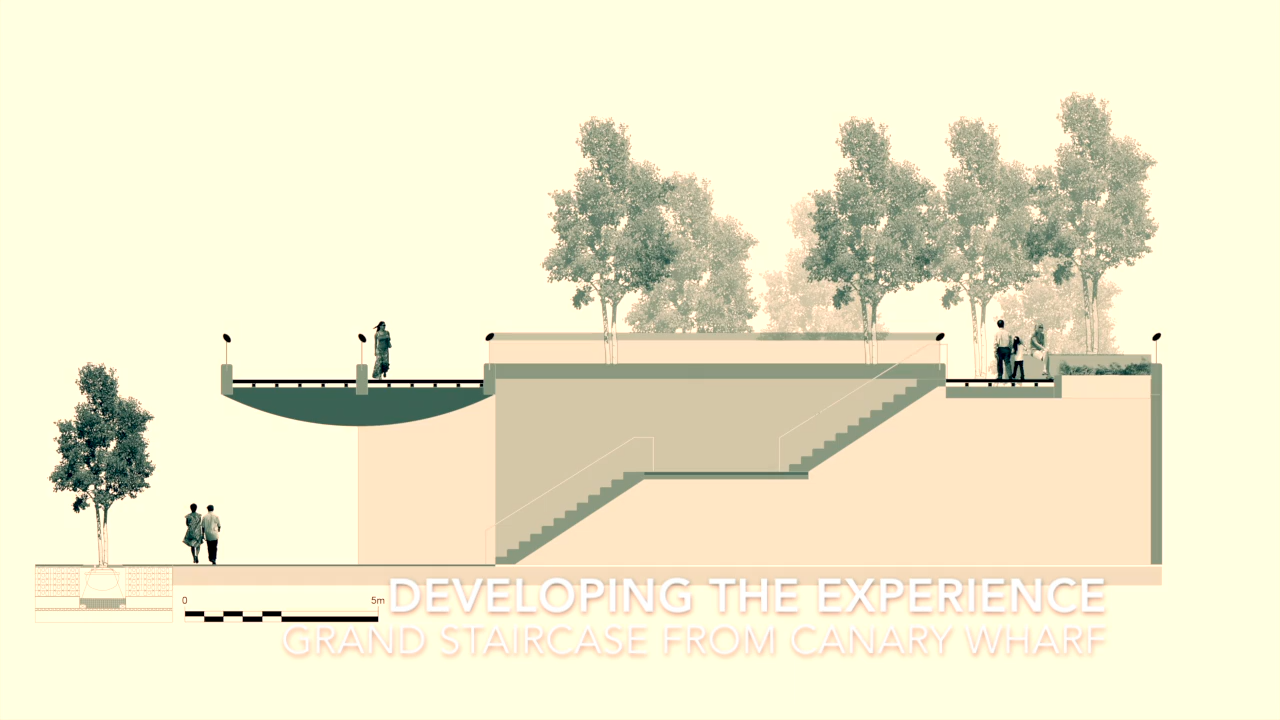 0 5m
DEVELOPING THE EXPERIENCE
GRAND STAIRCASE FROM CANARY WHARF